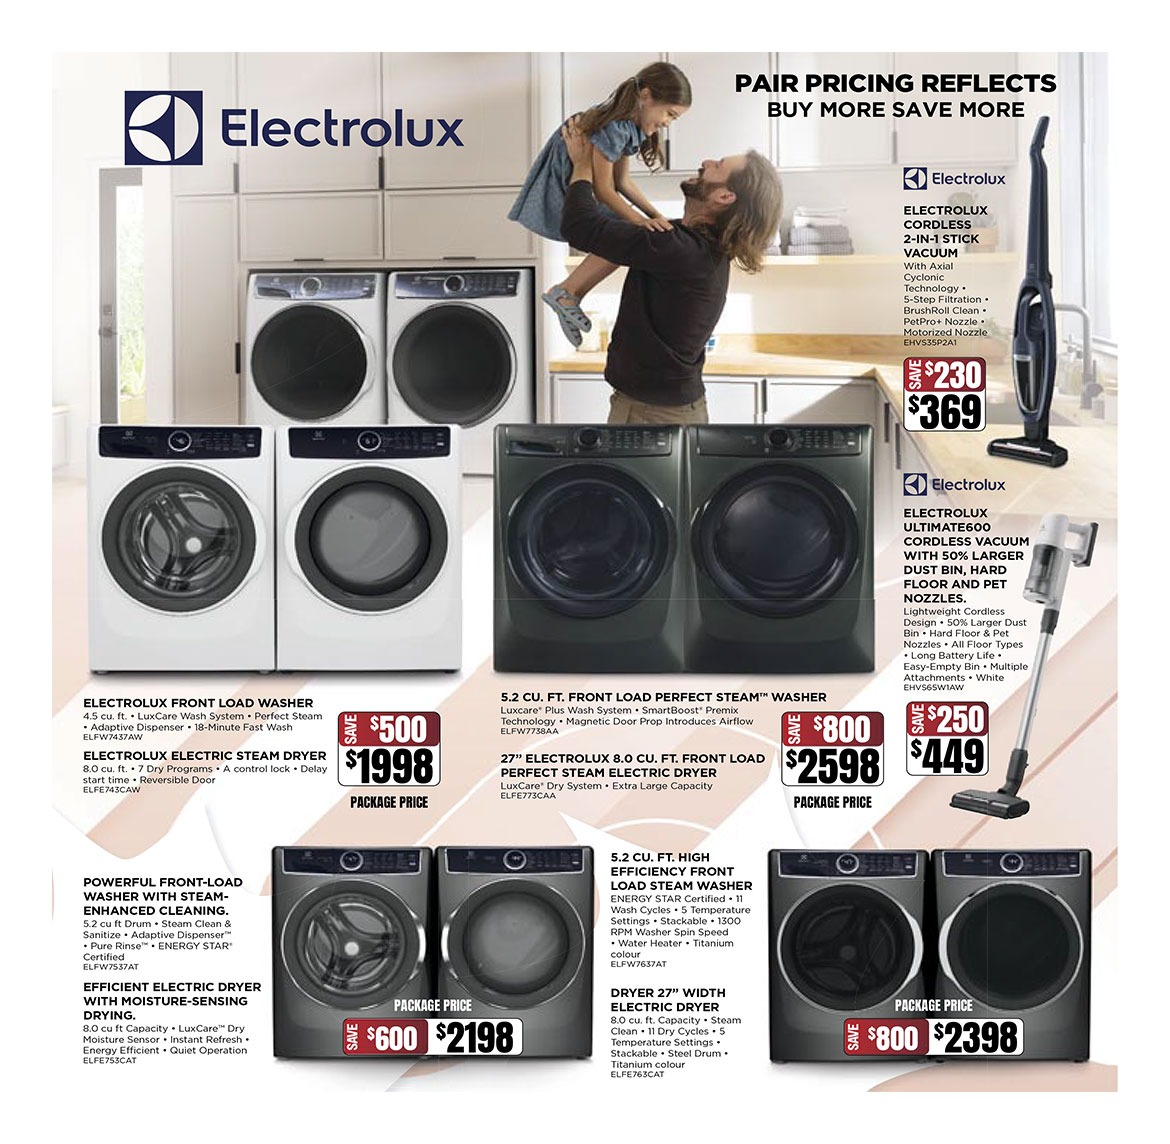 Electrolux
PAIR PRICING REFLECTS
BUY MORE SAVE MORE
Electrolux
ELECTROLUX
CORDLESS
2-IN-1 STICK
VACUUM
With Axial
Cyclonic
Technology •
5-Step Filtration •
BrushRoll Clean •
PetPro+ Nozzle •
Motorized Nozzle
EHVS35P2A1
SAVE $230
$369
Electrolux
ELECTROLUX
ULTIMATE600
CORDLESS VACUUM
WITH 50% LARGER
DUST BIN, HARD
FLOOR AND PET
NOZZLES.
Lightweight Cordless
Design • 50% Larger Dust
Bin • Hard Floor & Pet
Nozzles • All Floor Types
• Long Battery Life •
Easy-Empty Bin • Multiple
Attachments • White
EHVS65W1AW
SAVE $250
$449
ELECTROLUX FRONT LOAD WASHER
4.5 cu. ft. • LuxCare Wash System • Perfect Steam
• Adaptive Dispenser • 18-Minute Fast Wash
ELFW7437AW
ELECTROLUX ELECTRIC STEAM DRYER
8.0 cu. ft. • 7 Dry Programs • A control lock • Delay
start time • Reversible Door
ELFE743CAW
SAVE $500
$1998
PACKAGE PRICE
5.2 CU. FT. FRONT LOAD PERFECT STEAM™ WASHER
Luxcare® Plus Wash System • SmartBoost® Premix
Technology • Magnetic Door Prop Introduces Airflow
ELFW7738AA
27” ELECTROLUX 8.0 CU. FT. FRONT LOAD
PERFECT STEAM ELECTRIC DRYER
LuxCare® Dry System • Extra Large Capacity
ELFE773CAA
SAVE $800
$2598
PACKAGE PRICE
POWERFUL FRONT-LOAD
WASHER WITH STEAM-
ENHANCED CLEANING.
5.2 cu ft Drum • Steam Clean &
Sanitize • Adaptive Dispenser™
• Pure Rinse™ • ENERGY STAR®
Certified
ELFW7537AT
EFFICIENT ELECTRIC DRYER
WITH MOISTURE-SENSING
DRYING.
8.0 cu ft Capacity • LuxCare™ Dry
Moisture Sensor • Instant Refresh •
Energy Efficient • Quiet Operation
ELFE753CAT
PACKAGE PRICE
SAVE $600 $2198
5.2 CU. FT. HIGH
EFFICIENCY FRONT
LOAD STEAM WASHER
ENERGY STAR Certified • 11
Wash Cycles • 5 Temperature
Settings • Stackable • 1300
RPM Washer Spin Speed
• Water Heater • Titanium
colour
ELFW7637AT
DRYER 27” WIDTH
ELECTRIC DRYER
8.0 cu. ft. Capacity • Steam
Clean • 11 Dry Cycles • 5
Temperature Settings •
Stackable • Steel Drum •
Titanium colour
ELFE763CAT
PACKAGE PRICE
SAVE $800 $2398